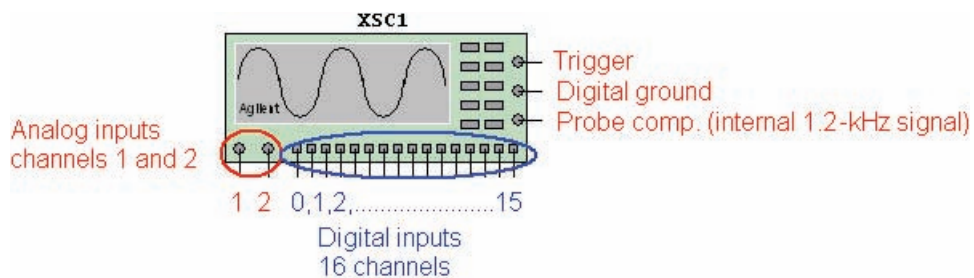 XSC1
Agilent
Trigger
Digital ground
Probe comp. (internal 1.2-kHz signal)
Analog inputs
channels 1 and 2
1 2 0,1,2,.......................15
Digital inputs
16 channels